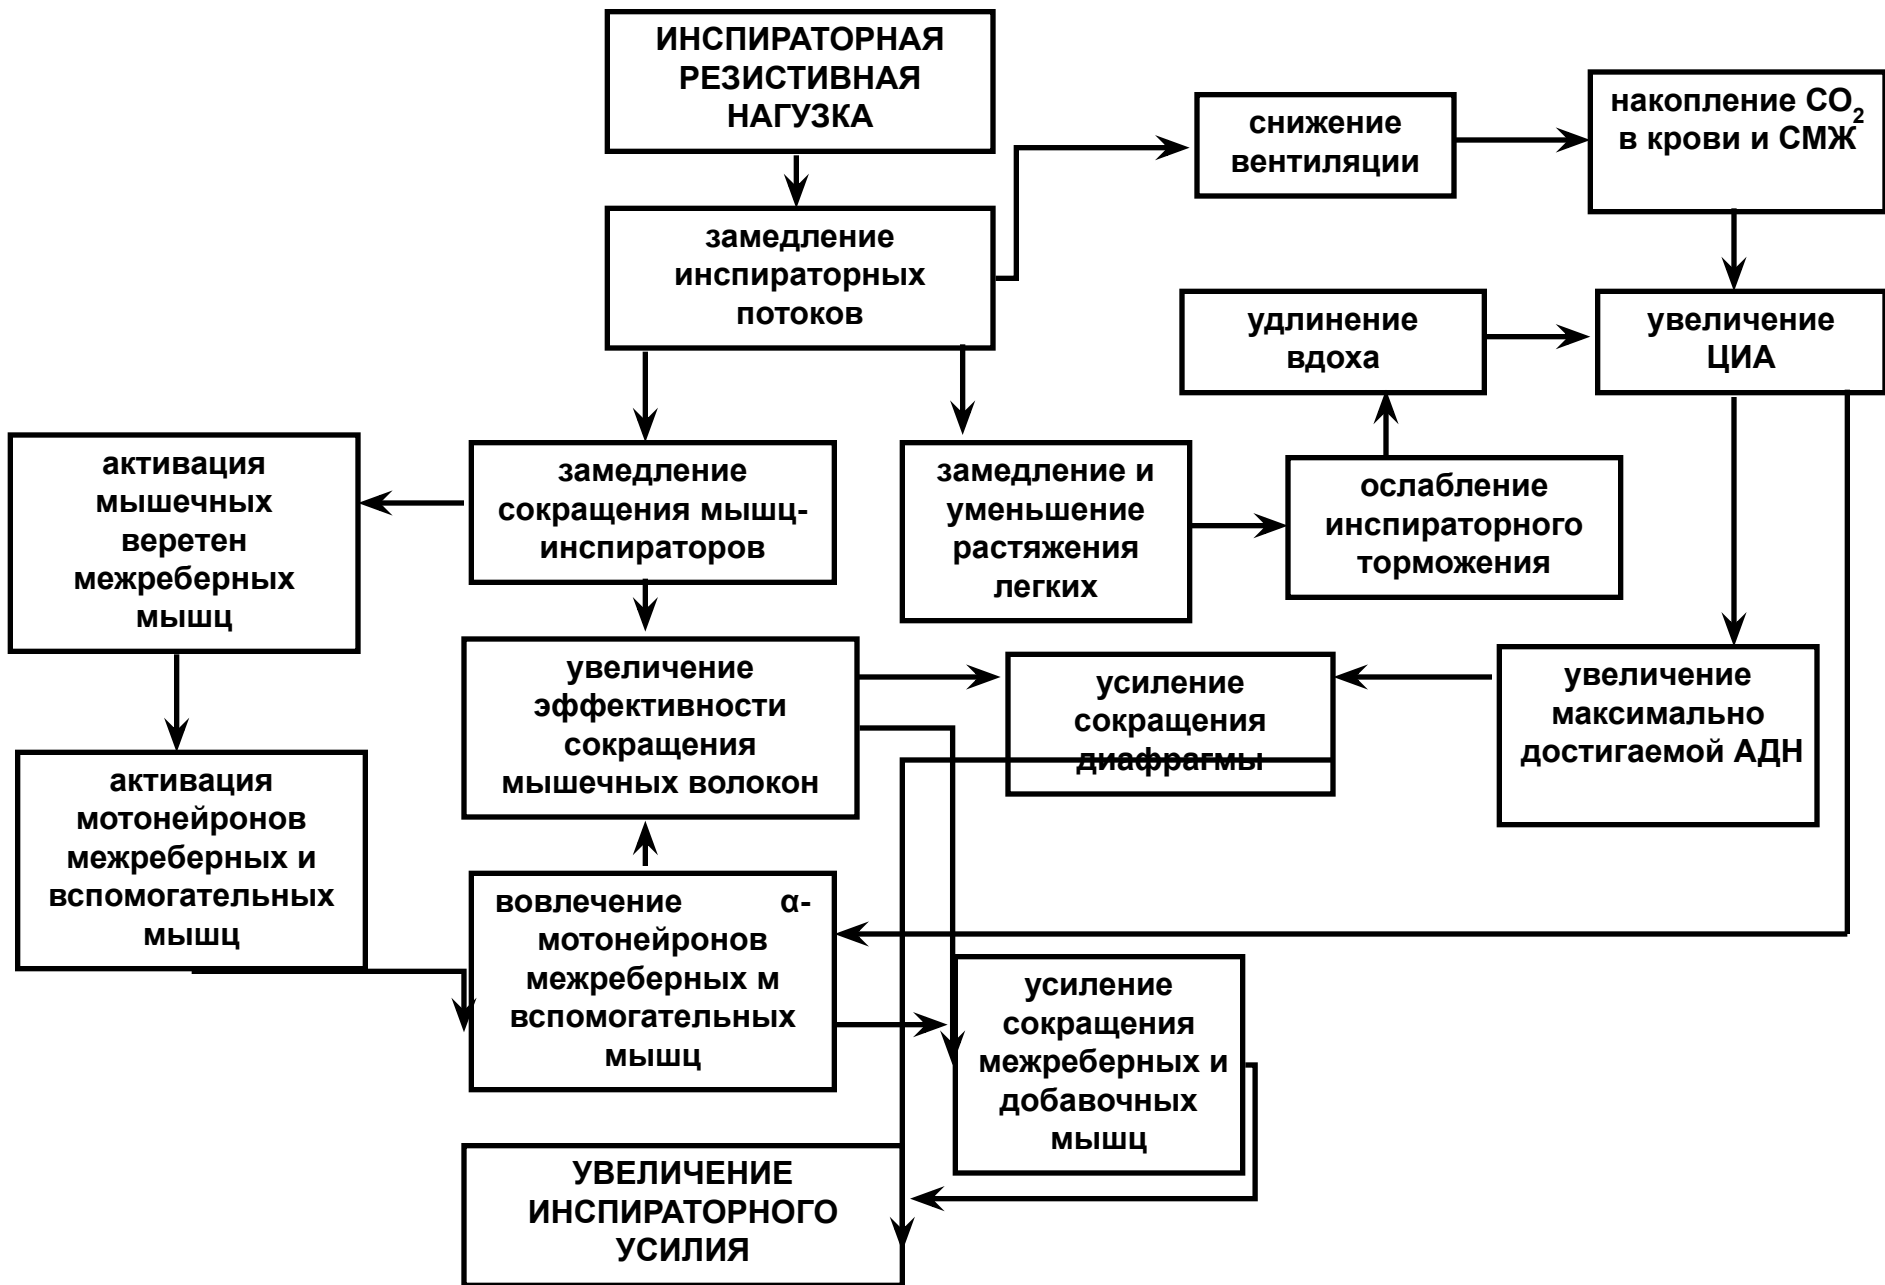 ИНСПИРАТОРНАЯ
РЕЗИСТИВНАЯ
НАГУЗКА
снижение
вентиляции
накопление СО2
в крови и СМЖ
замедление
инспираторных
потоков
удлинение
вдоха
увеличение
ЦИА
активация
мышечных
веретен
межреберных
мышц
замедление
сокращения мышц-
инспираторов
замедление и
уменьшение
растяжения
легких
ослабление
инспираторного
торможения
увеличение
эффективности
сокращения
мышечных волокон
усиление
сокращения
диафрагмы
увеличение
максимально
достигаемой АДН
активация
мотонейронов
межреберных и
вспомогательных
мышц
вовлечение α-
мотонейронов
межреберных м
вспомогательных
мышц
усиление
сокращения
межреберных и
добавочных
мышц
УВЕЛИЧЕНИЕ
ИНСПИРАТОРНОГО
УСИЛИЯ